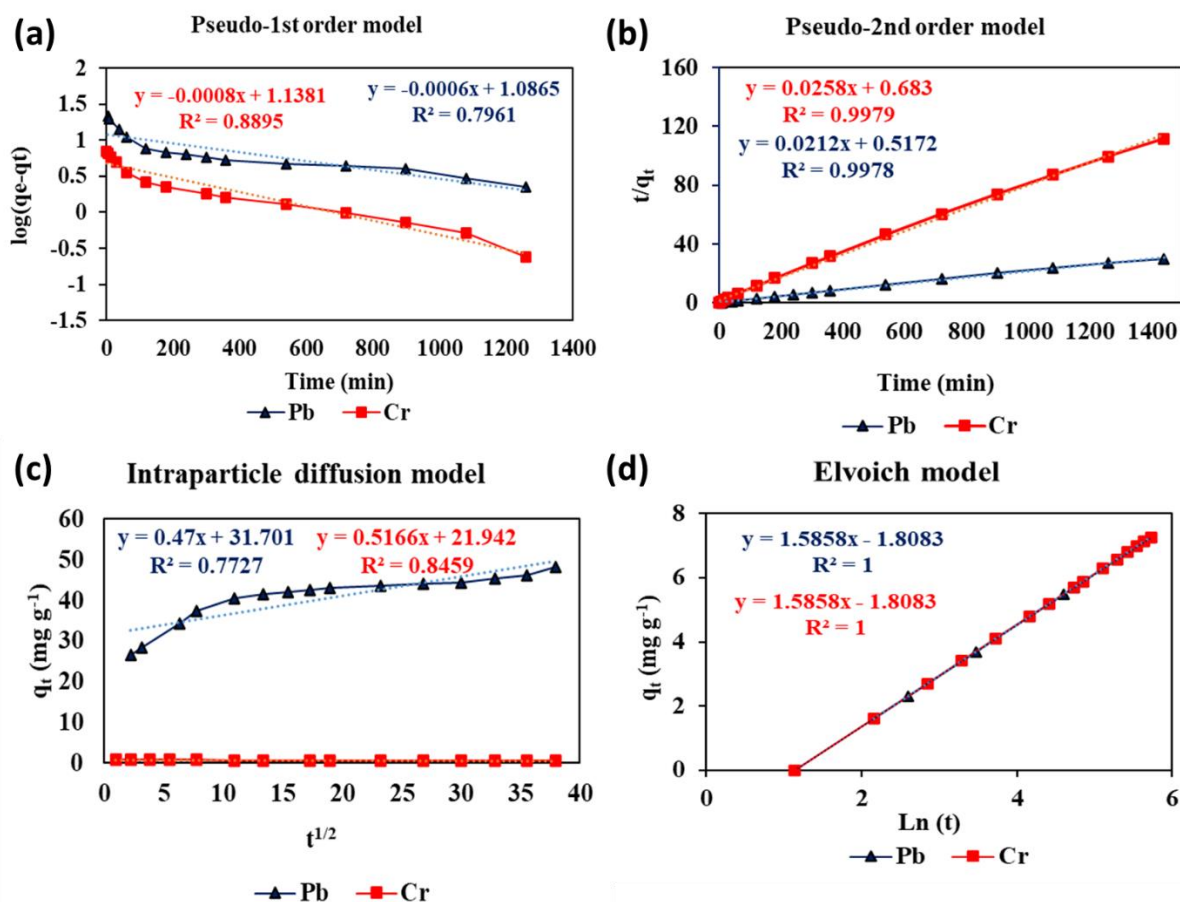 (a)
Pseudo-1st order model
y = -0.0008x + 1.1381
R² = 0.8895
y = -0.0006x + 1.0865
R² = 0.7961
log(qe-qt)
2
1.5
1
0.5
0
-0.5
-1
-1.5
0 200 400 600 800 1000 1200 1400
Time (min)
Pb Cr
(b)
Pseudo-2nd order model
y = 0.0258x + 0.683
R² = 0.9979
y = 0.0212x + 0.5172
R² = 0.9978
t/qₜ
160
120
80
40
0
0 200 400 600 800 1000 1200 1400
Time (min)
Pb Cr
(c)
Intraparticle diffusion model
y = 0.47x + 31.701
R² = 0.7727
y = 0.5166x + 21.942
R² = 0.8459
qₜ (mg g⁻¹)
60
50
40
30
20
10
0
0 5 10 15 20 25 30 35 40
t¹/²
Pb Cr
(d)
Elvoich model
y = 1.5858x - 1.8083
R² = 1
y = 1.5858x - 1.8083
R² = 1
qₜ (mg g⁻¹)
8
6
4
2
0
0 2 4 6
Ln (t)
Pb Cr